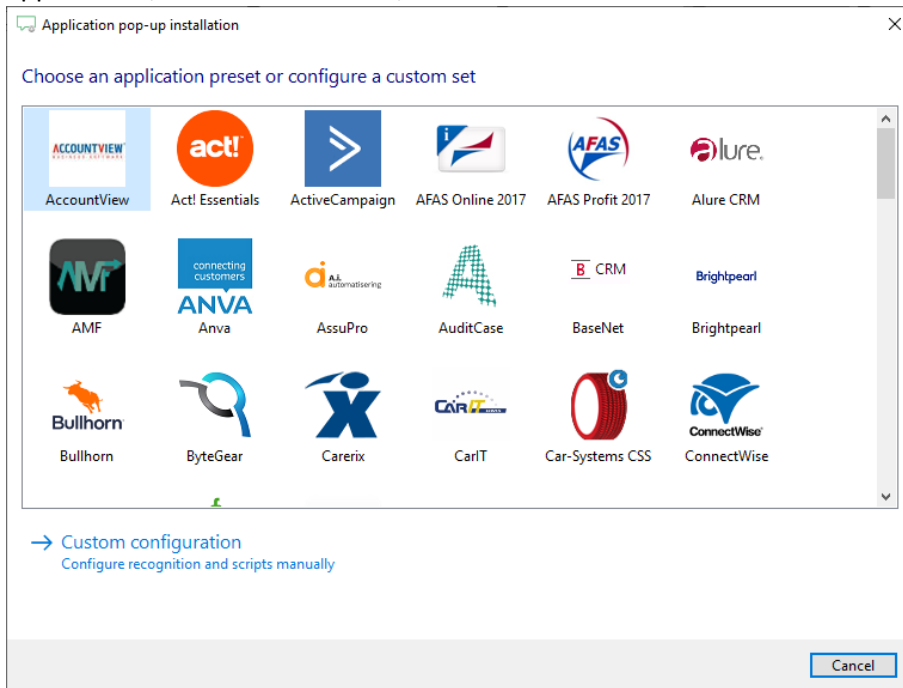 Application pop-up installation
Choose an application preset or configure a custom set
ACCOUNTVIEW
BUSINESS SOFTWARE
act!
i
AFAS
alure.
AccountView
Act! Essentials
ActiveCampaign
AFAS Online 2017
AFAS Profit 2017
Alure CRM
AMF
connecting
customers
ANVA
a.i.
automatisering
A
B CRM
Brightpearl
AMF
Anva
AssuPro
AuditCase
BaseNet
Brightpearl
Bullhorn
CARIT
ConnectWise
Bullhorn
ByteGear
Carerix
CarIT
Car-Systems CSS
ConnectWise
Custom configuration
Configure recognition and scripts manually
Cancel